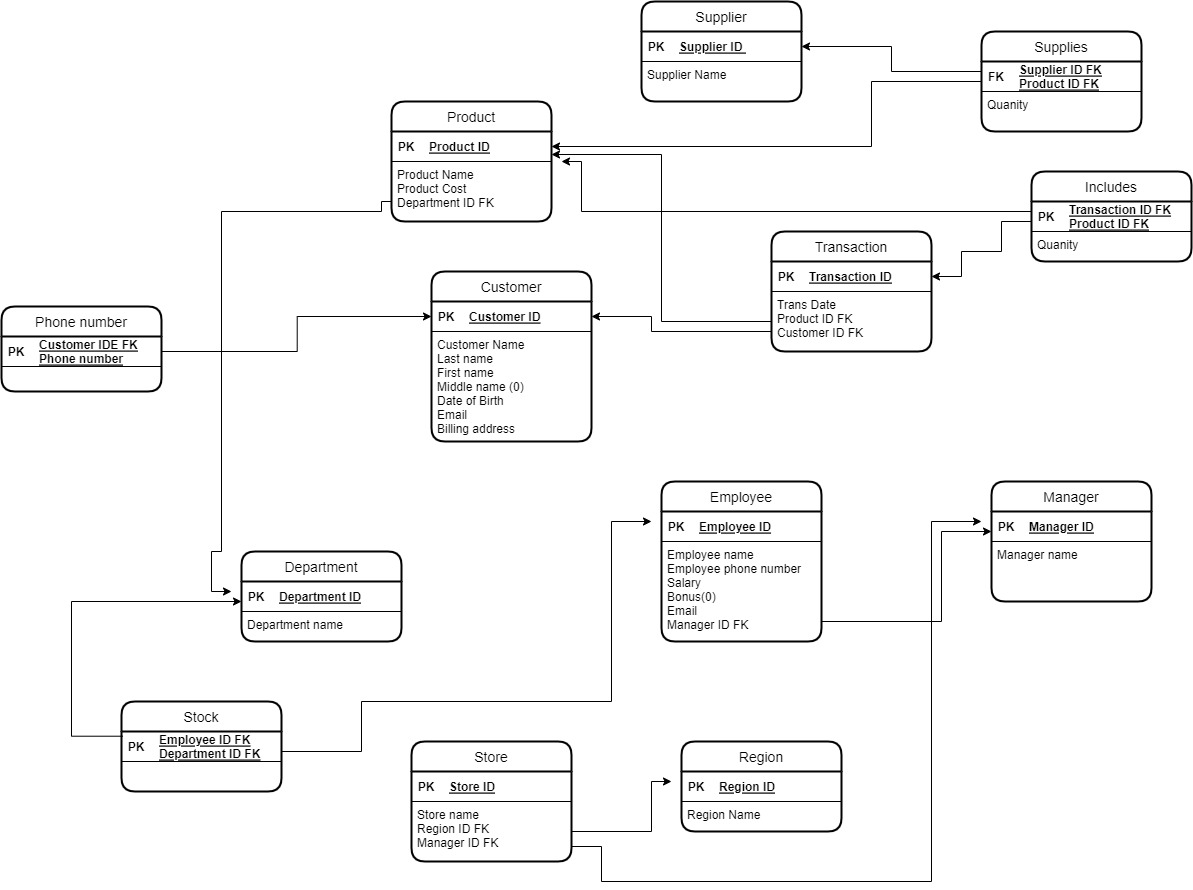 Supplier
PK Supplier ID
Supplier Name
Supplies
FK Supplier ID FK
Product ID FK
Quanity
Product
PK Product ID
Product Name
Product Cost
Department ID FK
Includes
PK Transaction ID FK
Product ID FK
Quanity
Transaction
PK Transaction ID
Trans Date
Product ID FK
Customer ID FK
Customer
PK Customer ID
Customer Name
Last name
First name
Middle name (0)
Date of Birth
Email
Billing address
Phone number
PK Customer IDE FK
Phone number
Employee
PK Employee ID
Employee name
Employee phone number
Salary
Bonus(0)
Email
Manager ID FK
Manager
PK Manager ID
Manager name
Department
PK Department ID
Department name
Stock
PK Employee ID FK
Department ID FK
Store
PK Store ID
Store name
Region ID FK
Manager ID FK
Region
PK Region ID
Region Name